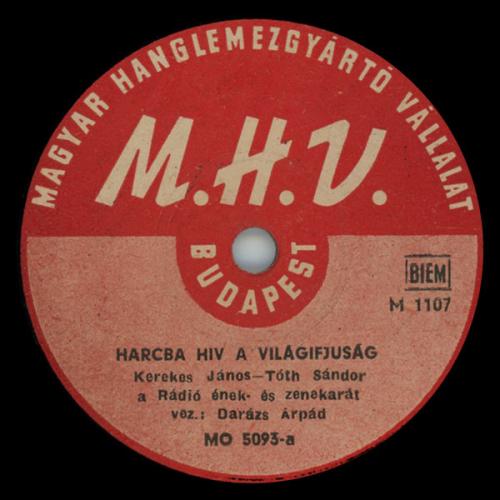 MAGYAR HANGLEMEZGYÁRTÓ VÁLLALAT
M.H.V.
BUDAPEST
BIEM
M 1107
HARCBA HIV A VILÁGIFJUSÁG
Kerekes János—Tóth Sándor
a Rádió ének- és zenekarát
vez.: Darázs Árpád
MO 5093-a